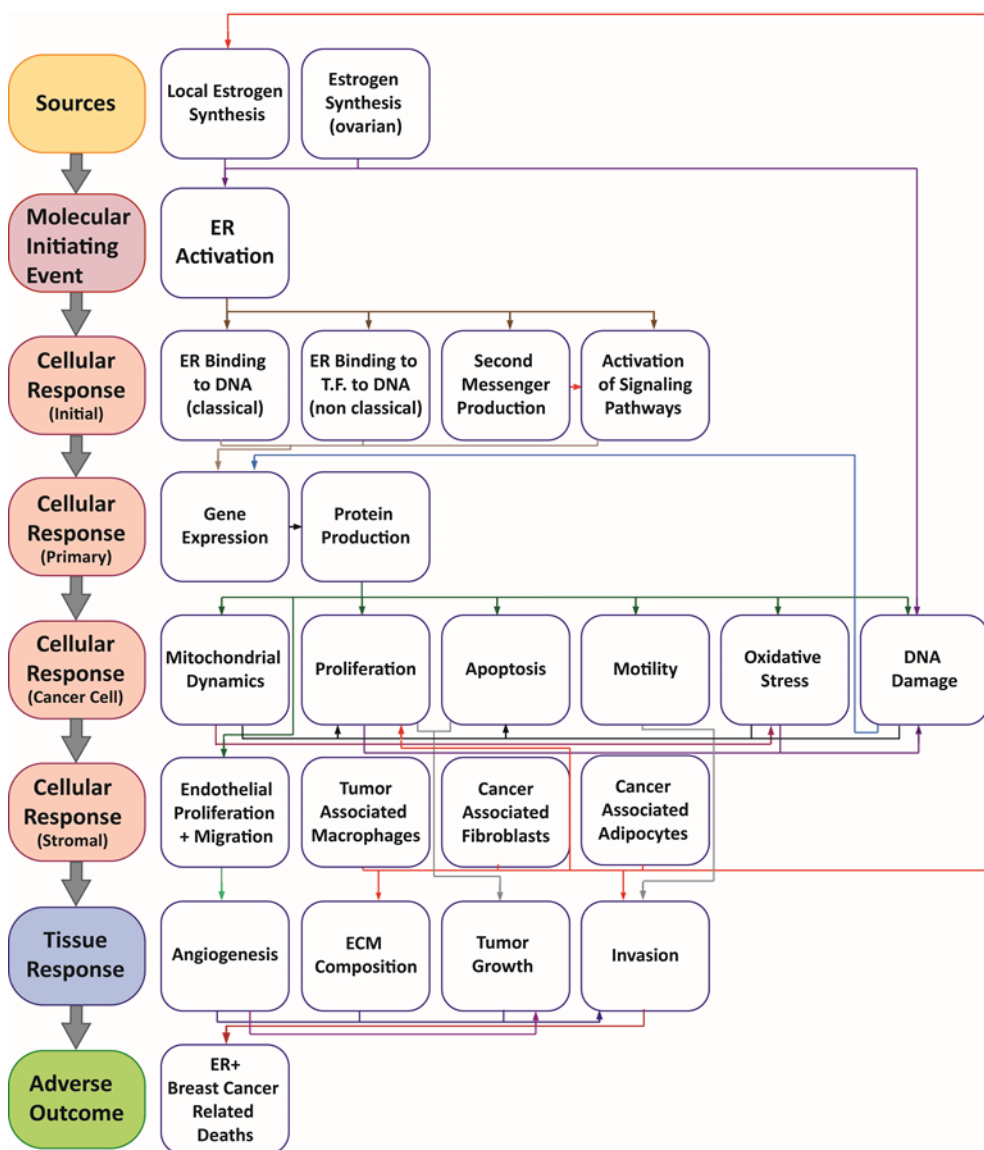 Sources
Local Estrogen
Synthesis
Estrogen
Synthesis
(ovarian)
Molecular
Initiating
Event
ER
Activation
Cellular
Response
(Initial)
ER Binding
to DNA
(classical)
ER Binding to
T.F. to DNA
(non classical)
Second
Messenger
Production
Activation
of Signaling
Pathways
Cellular
Response
(Primary)
Gene
Expression
Protein
Production
Cellular
Response
(Cancer Cell)
Mitochondrial
Dynamics
Proliferation
Apoptosis
Motility
Oxidative
Stress
DNA
Damage
Cellular
Response
(Stromal)
Endothelial
Proliferation
+ Migration
Tumor
Associated
Macrophages
Cancer
Associated
Fibroblasts
Cancer
Associated
Adipocytes
Tissue
Response
Angiogenesis
ECM
Composition
Tumor
Growth
Invasion
Adverse
Outcome
ER+
Breast Cancer
Related
Deaths